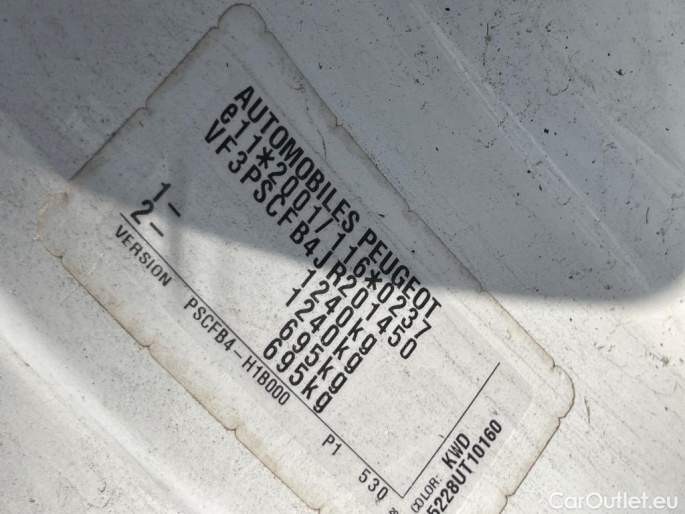 AUTOMOBILES PEUGEOT
e11*2001/116*0237
VF3PSCFB4JR201450
1240kg
1240kg
1- 695kg
2- 695kg
VERSION PSCFB4-H1B000 P1 530
COLOR: KWD
5228UT10160
CarOutlet.eu